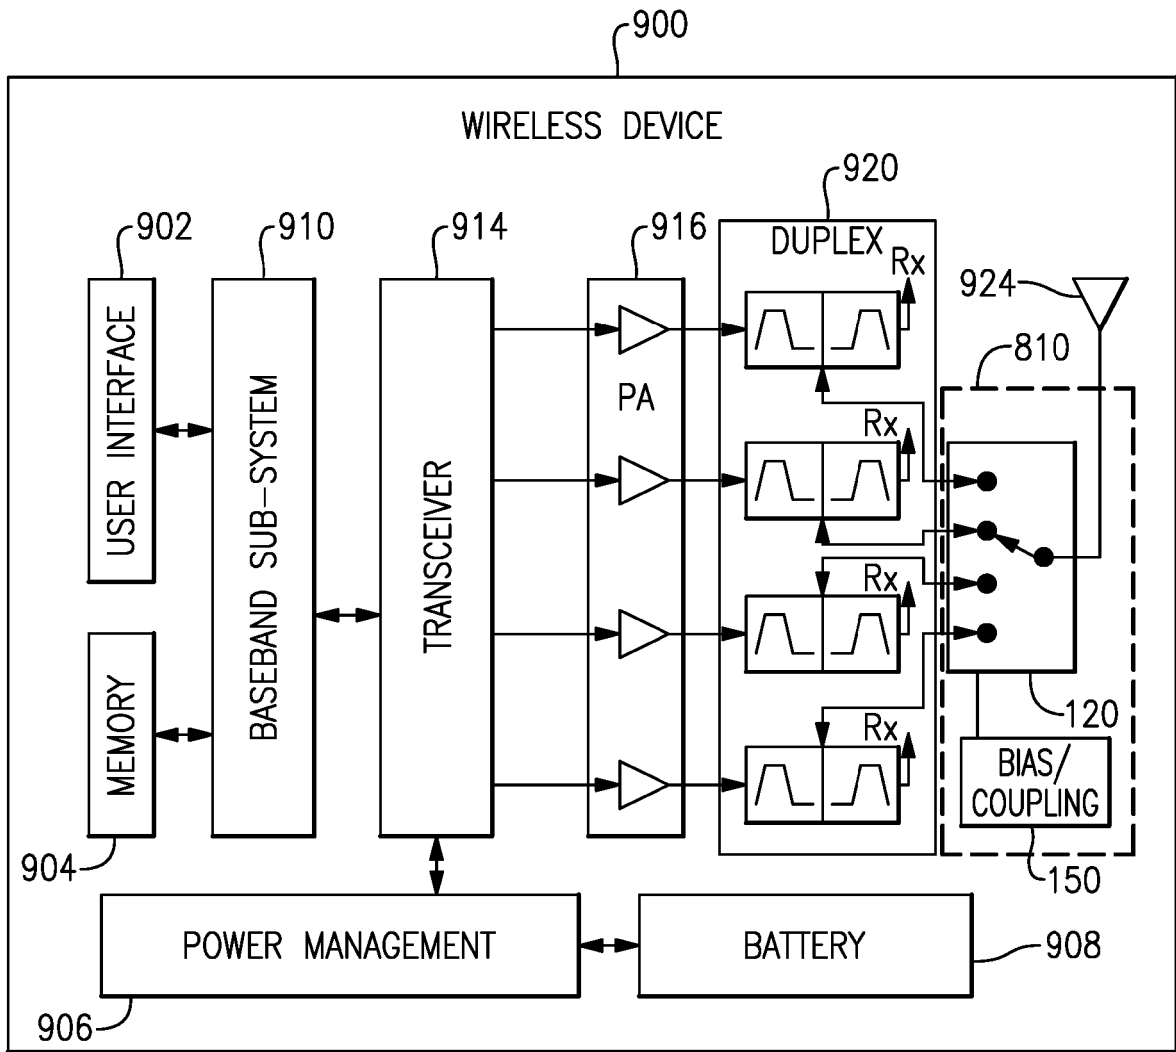 900
WIRELESS DEVICE
920
902
910
914
916
DUPLEX
Rx
924
810
USER INTERFACE
BASEBAND SUB-SYSTEM
TRANSCEIVER
PA
Rx
Rx
120
MEMORY
Rx
BIAS/
COUPLING
904
150
POWER MANAGEMENT
BATTERY
908
906